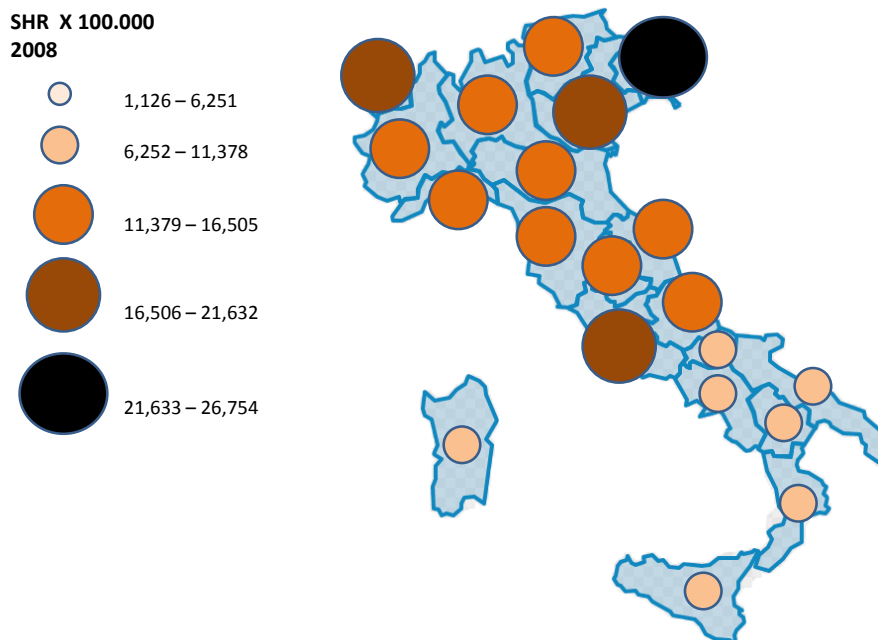 SHR X 100.000
2008
1,126 – 6,251
6,252 – 11,378
11,379 – 16,505
16,506 – 21,632
21,633 – 26,754